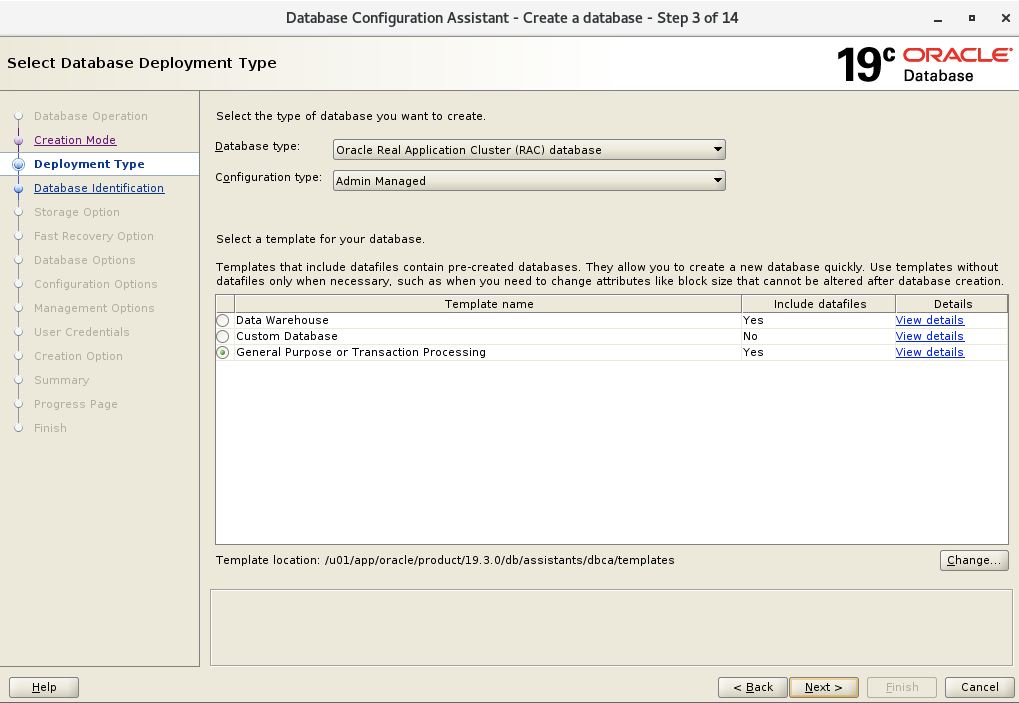 Database Configuration Assistant - Create a database - Step 3 of 14
Select Database Deployment Type
19c ORACLE
Database
Database Operation
Creation Mode
Deployment Type
Database Identification
Storage Option
Fast Recovery Option
Database Options
Configuration Options
Management Options
User Credentials
Creation Option
Summary
Progress Page
Finish
Select the type of database you want to create.
Database type: Oracle Real Application Cluster (RAC) database
Configuration type: Admin Managed
Select a template for your database.
Templates that include datafiles contain pre-created databases. They allow you to create a new database quickly. Use templates without
datafiles only when necessary, such as when you need to change attributes like block size that cannot be altered after database creation.
Template name Include datafiles Details
Data Warehouse Yes View details
Custom Database No View details
General Purpose or Transaction Processing Yes View details
Template location: /u01/app/oracle/product/19.3.0/db/assistants/dbca/templates Change...
Help < Back Next > Finish Cancel